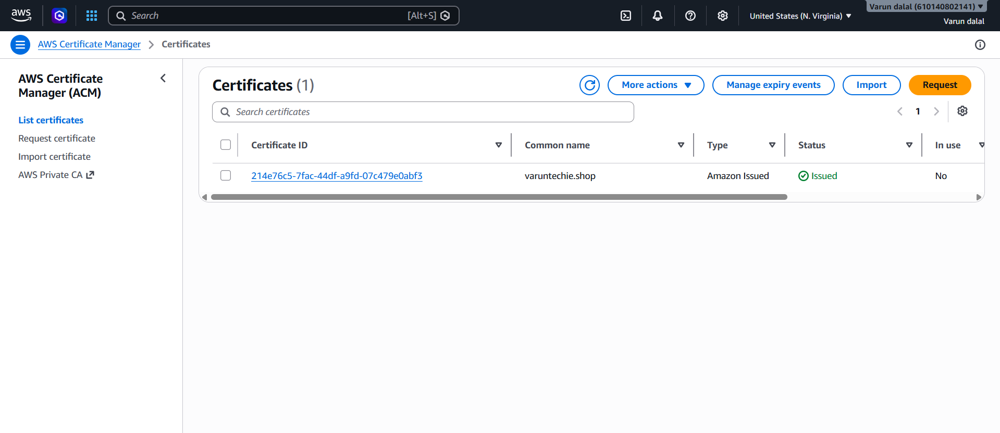 aws
Search [Alt+S]
United States (N. Virginia)
Varun dalal (610140802141)
Varun dalal
AWS Certificate Manager
Certificates
AWS Certificate
Manager (ACM)
List certificates
Request certificate
Import certificate
AWS Private CA
Certificates (1)
More actions
Manage expiry events
Import
Request
Search certificates
1
Certificate ID Common name Type Status In use
214e76c5-7fac-44df-a9fd-07c479e0abf3 varuntechie.shop Amazon Issued Issued No